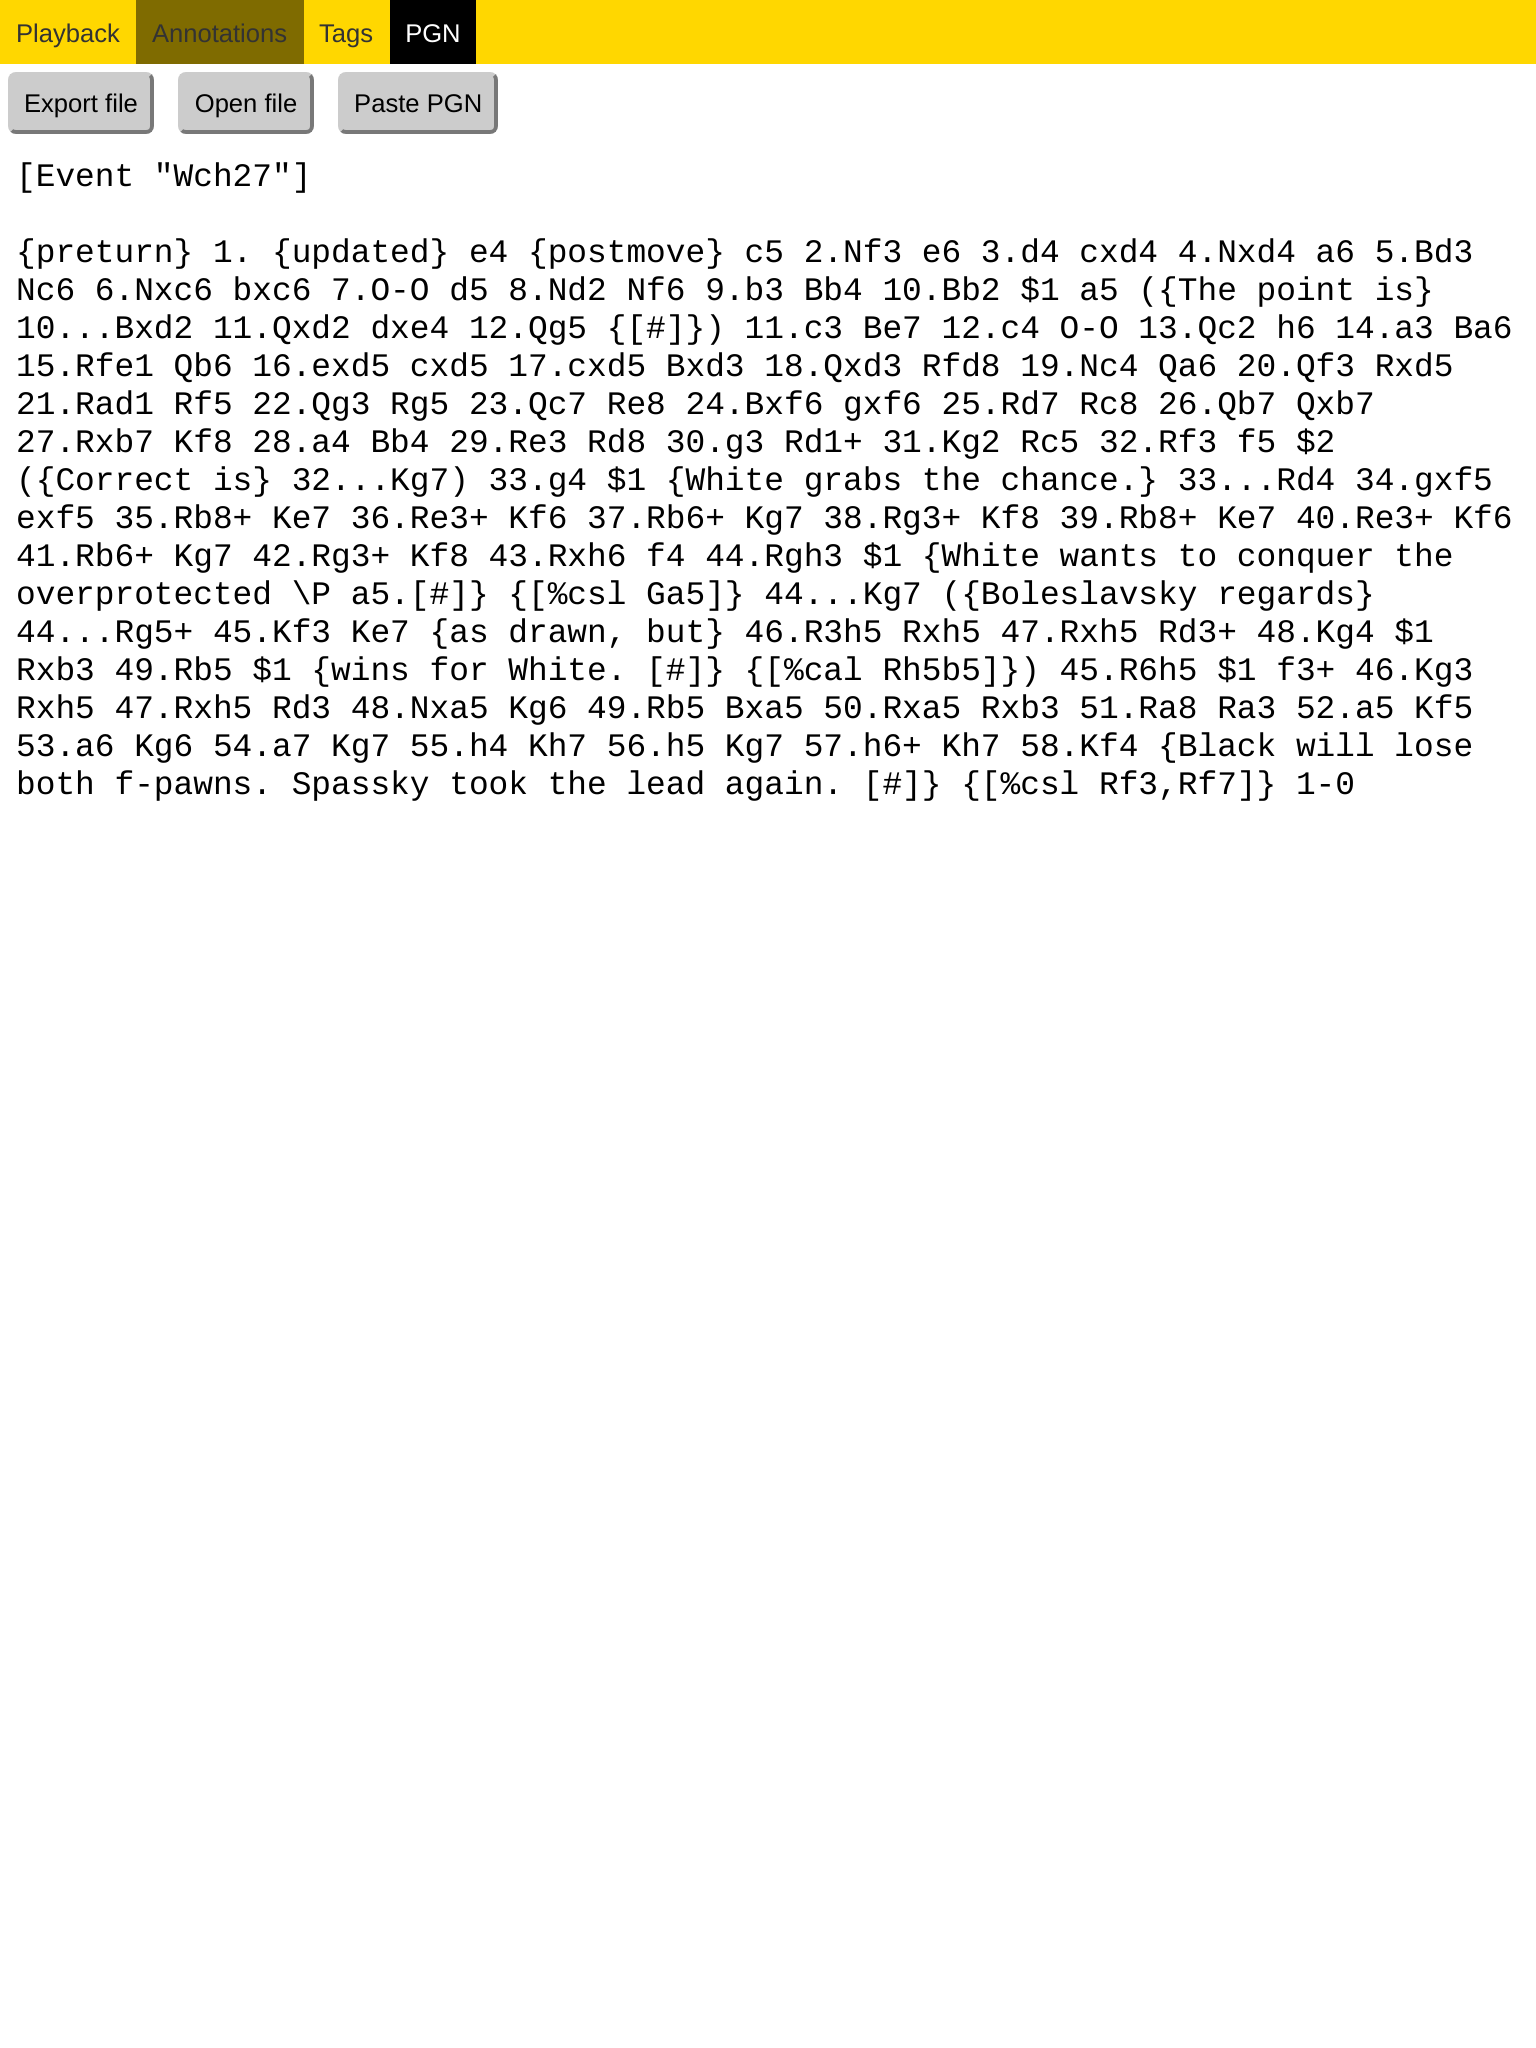 Playback Annotations Tags PGN
Export file Open file Paste PGN
[Event "Wch27"]
{preturn} 1. {updated} e4 {postmove} c5 2.Nf3 e6 3.d4 cxd4 4.Nxd4 a6 5.Bd3
Nc6 6.Nxc6 bxc6 7.O-O d5 8.Nd2 Nf6 9.b3 Bb4 10.Bb2 $1 a5 ({The point is}
10...Bxd2 11.Qxd2 dxe4 12.Qg5 {[#]}) 11.c3 Be7 12.c4 O-O 13.Qc2 h6 14.a3 Ba6
15.Rfe1 Qb6 16.exd5 cxd5 17.cxd5 Bxd3 18.Qxd3 Rfd8 19.Nc4 Qa6 20.Qf3 Rxd5
21.Rad1 Rf5 22.Qg3 Rg5 23.Qc7 Re8 24.Bxf6 gxf6 25.Rd7 Rc8 26.Qb7 Qxb7
27.Rxb7 Kf8 28.a4 Bb4 29.Re3 Rd8 30.g3 Rd1+ 31.Kg2 Rc5 32.Rf3 f5 $2
({Correct is} 32...Kg7) 33.g4 $1 {White grabs the chance.} 33...Rd4 34.gxf5
exf5 35.Rb8+ Ke7 36.Re3+ Kf6 37.Rb6+ Kg7 38.Rg3+ Kf8 39.Rb8+ Ke7 40.Re3+ Kf6
41.Rb6+ Kg7 42.Rg3+ Kf8 43.Rxh6 f4 44.Rgh3 $1 {White wants to conquer the
overprotected \P a5.[#]} {[%csl Ga5]} 44...Kg7 ({Boleslavsky regards}
44...Rg5+ 45.Kf3 Ke7 {as drawn, but} 46.R3h5 Rxh5 47.Rxh5 Rd3+ 48.Kg4 $1
Rxb3 49.Rb5 $1 {wins for White. [#]} {[%cal Rh5b5]}) 45.R6h5 $1 f3+ 46.Kg3
Rxh5 47.Rxh5 Rd3 48.Nxa5 Kg6 49.Rb5 Bxa5 50.Rxa5 Rxb3 51.Ra8 Ra3 52.a5 Kf5
53.a6 Kg6 54.a7 Kg7 55.h4 Kh7 56.h5 Kg7 57.h6+ Kh7 58.Kf4 {Black will lose
both f-pawns. Spassky took the lead again. [#]} {[%csl Rf3,Rf7]} 1-0